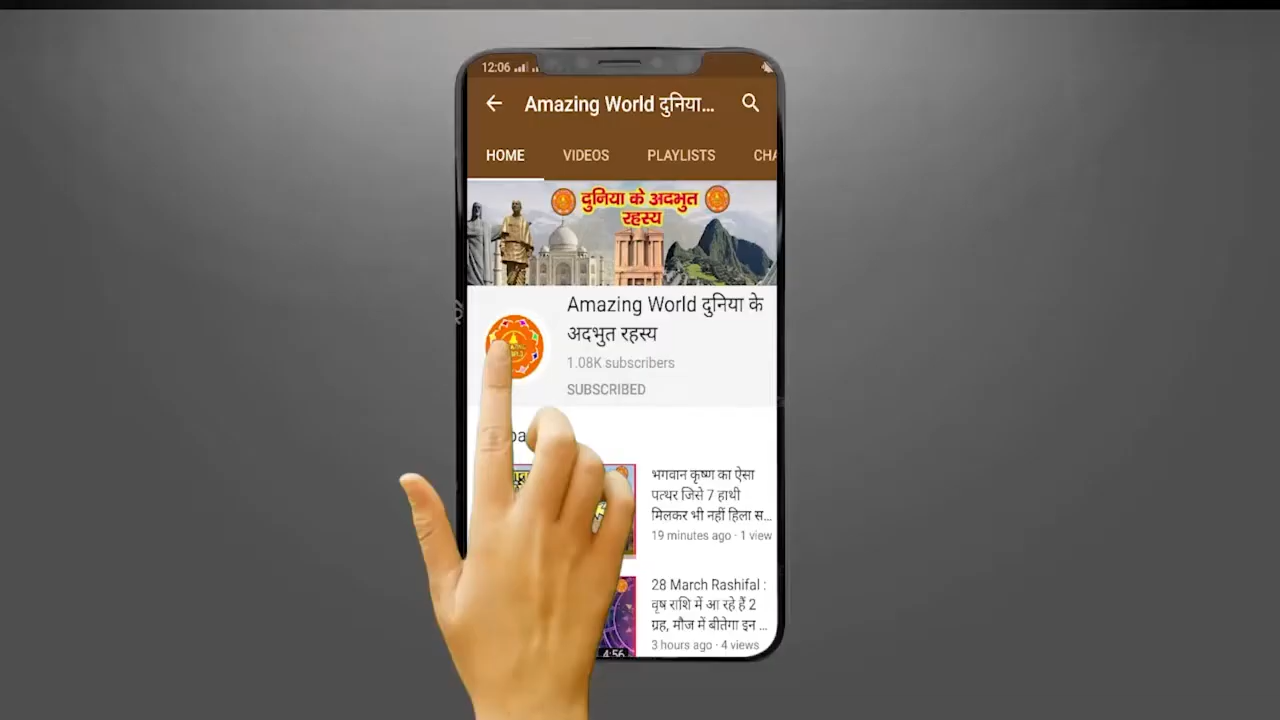 12:06
Amazing World दुनिया...
HOME VIDEOS PLAYLISTS CHA
दुनिया के अदभुत
रहस्य
Amazing World दुनिया के
अदभुत रहस्य
1.08K subscribers
SUBSCRIBED
भगवान कृष्ण का ऐसा
पत्थर जिसे 7 हाथी
मिलकर भी नहीं हिला स...
19 minutes ago · 1 view
28 March Rashifal :
वृष राशि में आ रहे हैं 2
ग्रह, मौज में बीतेगा इन ...
3 hours ago · 4 views
4:56